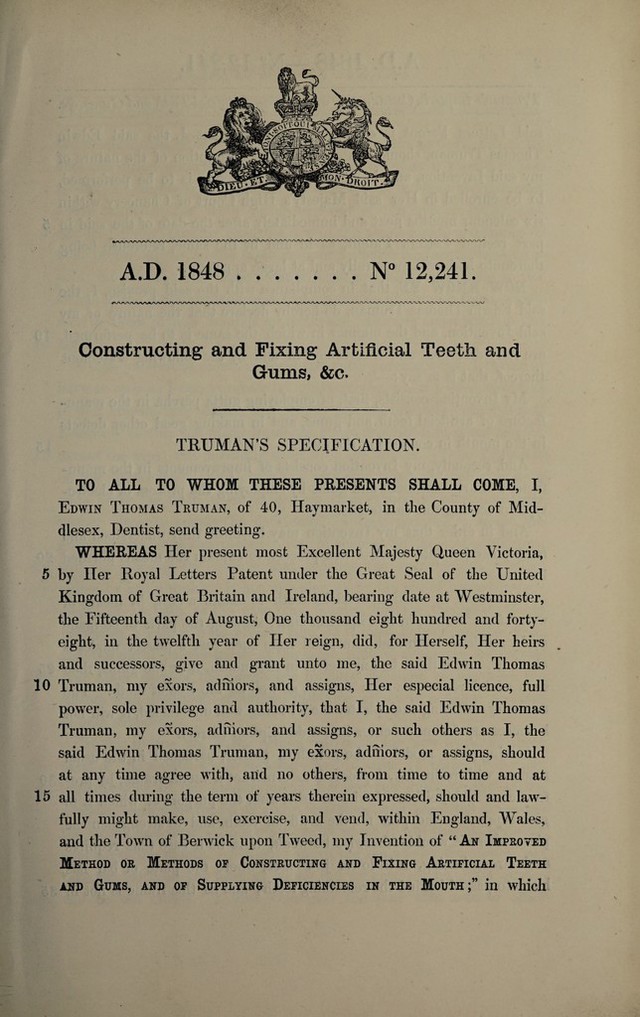 DIEU · ET · MON · DROIT ·
A.D. 1848 . . . . . . . Nº 12,241.
Constructing and Fixing Artificial Teeth and
Gums, &c.
TRUMAN'S SPECIFICATION.
TO ALL TO WHOM THESE PRESENTS SHALL COME, I,
EDWIN THOMAS TRUMAN, of 40, Haymarket, in the County of Mid-
dlesex, Dentist, send greeting.
WHEREAS Her present most Excellent Majesty Queen Victoria,
5 by Her Royal Letters Patent under the Great Seal of the United
Kingdom of Great Britain and Ireland, bearing date at Westminster,
the Fifteenth day of August, One thousand eight hundred and forty-
eight, in the twelfth year of Her reign, did, for Herself, Her heirs
and successors, give and grant unto me, the said Edwin Thomas
10 Truman, my exors, admors, and assigns, Her especial licence, full
power, sole privilege and authority, that I, the said Edwin Thomas
Truman, my exors, admors, and assigns, or such others as I, the
said Edwin Thomas Truman, my exors, admors, or assigns, should
at any time agree with, and no others, from time to time and at
15 all times during the term of years therein expressed, should and law-
fully might make, use, exercise, and vend, within England, Wales,
and the Town of Berwick upon Tweed, my Invention of "AN IMPROVED
METHOD OR METHODS OF CONSTRUCTING AND FIXING ARTIFICIAL TEETH
AND GUMS, AND OF SUPPLYING DEFICIENCIES IN THE MOUTH;" in which